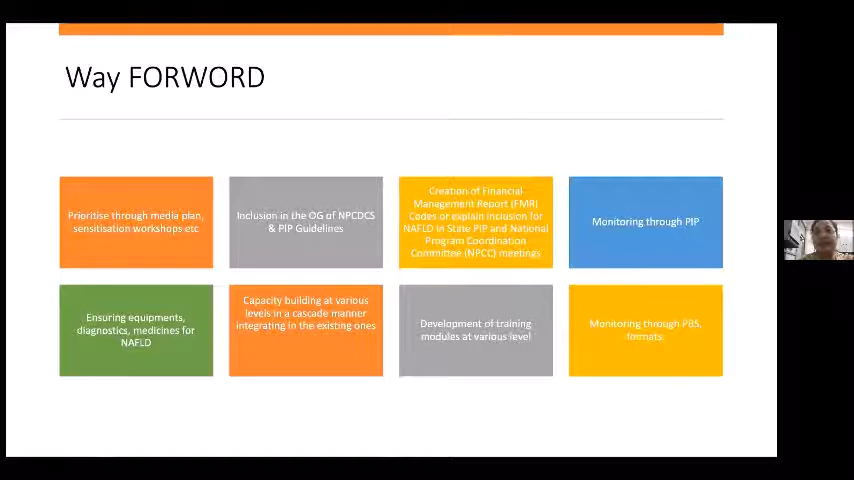 Way FORWORD
Prioritise through media plan,
sensitisation workshops etc
Inclusion in the OG of NPCDCS
& PIP Guidelines
Creation of Financial
Management Report (FMR)
Codes or explain inclusion for
NAFLD in State PIP and National
Program Coordination
Committee (NPCC) meetings
Monitoring through PIP
Ensuring equipments,
diagnostics, medicines for
NAFLD
Capacity building at various
levels in a cascade manner
integrating in the existing ones
Development of training
modules at various level
Monitoring through PBS,
formats